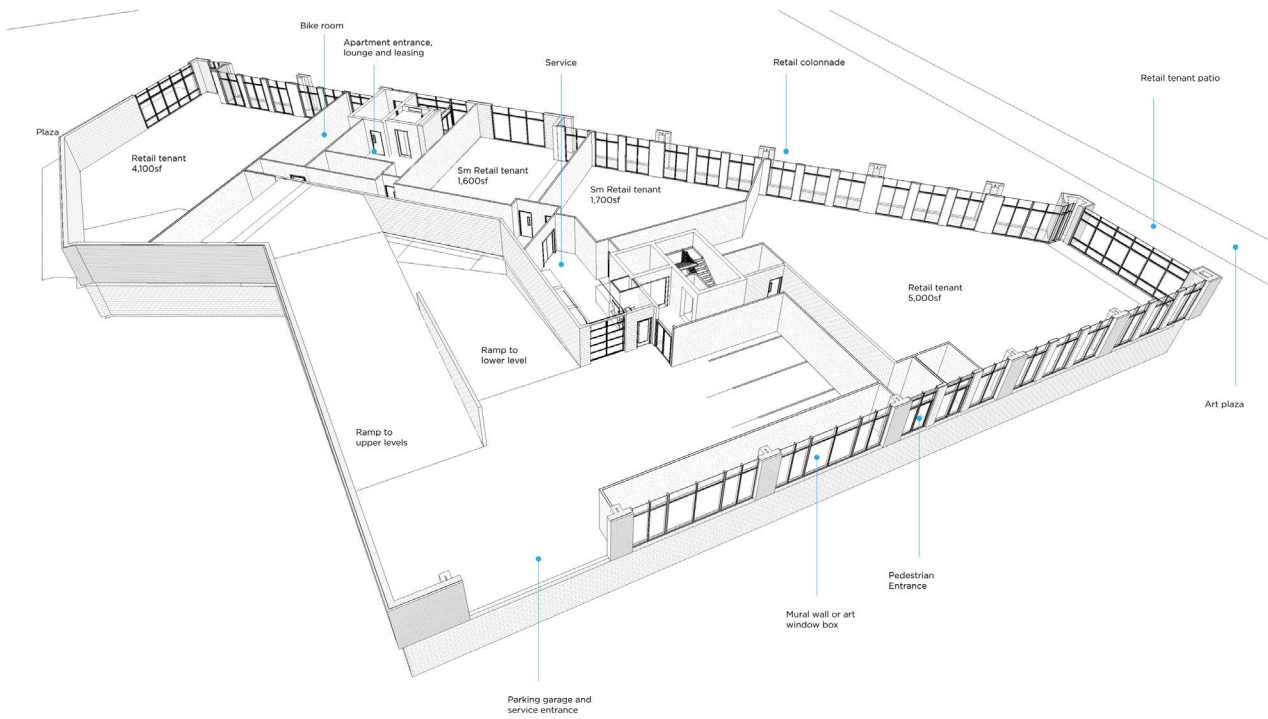 Bike room
Apartment entrance,
lounge and leasing
Service
Retail colonnade
Retail tenant patio
Plaza
Retail tenant
4,100sf
Sm Retail tenant
1,600sf
Sm Retail tenant
1,700sf
Retail tenant
5,000sf
Ramp to
lower level
Art plaza
Ramp to
upper levels
Pedestrian
Entrance
Mural wall or art
window box
Parking garage and
service entrance